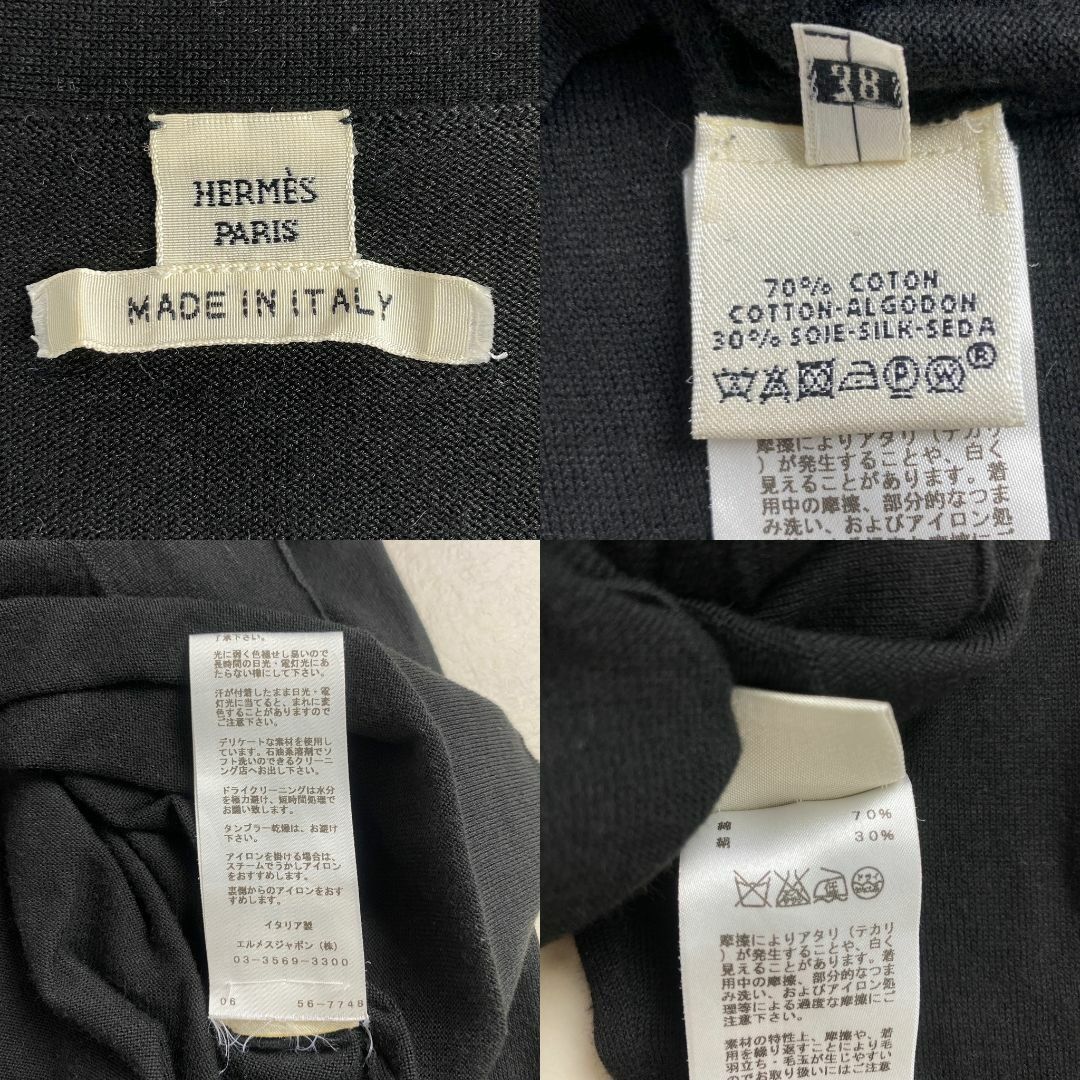 HERMÈS
PARIS
MADE IN ITALY
38
70% COTON
COTTON-ALGODON
30% SOIE-SILK-SEDA
P W ®
摩擦によりアタリ（テカリ
）が発生することや、白く
見えることがあります。着
用中の摩擦、部分的なつま
み洗い、およびアイロン処
了承下さい。
光に弱く色褪せし易いので
長時間の日光・電灯光にあ
たらない様にして下さい。
汗が付着したまま日光・電
灯光に当てると、まれに変
色することがありますので
ご注意下さい。
デリケートな素材を使用し
ています。石油系溶剤でソ
フト洗いのできるクリーニ
ング店へお出し下さい。
ドライクリーニングは水分
を極力避け、短時間処理で
お願い致します。
タンブラー乾燥は、お避け
下さい。
アイロンを掛ける場合は、
スチームでうかしアイロン
をおすすめします。
裏側からのアイロンをおす
すめします。
イタリア製
エルメスジャポン（株）
03-3569-3300
06 56-7748
綿 70%
絹 30%
低
摩擦によりアタリ（テカリ
）が発生することや、白く
見えることがあります。着
用中の摩擦、部分的なつま
み洗い、およびアイロン処
理等による過度な摩擦にご
注意下さい。
素材の特性上、摩擦や、着
用を繰り返すことにより毛
羽立ち・毛玉が生じやすい
のでお取り扱いにはご注意